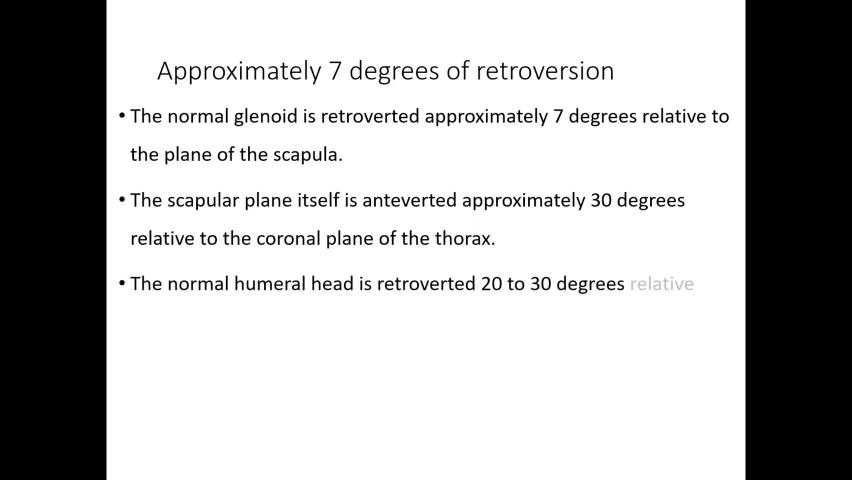 Approximately 7 degrees of retroversion
• The normal glenoid is retroverted approximately 7 degrees relative to
the plane of the scapula.
• The scapular plane itself is anteverted approximately 30 degrees
relative to the coronal plane of the thorax.
• The normal humeral head is retroverted 20 to 30 degrees relative